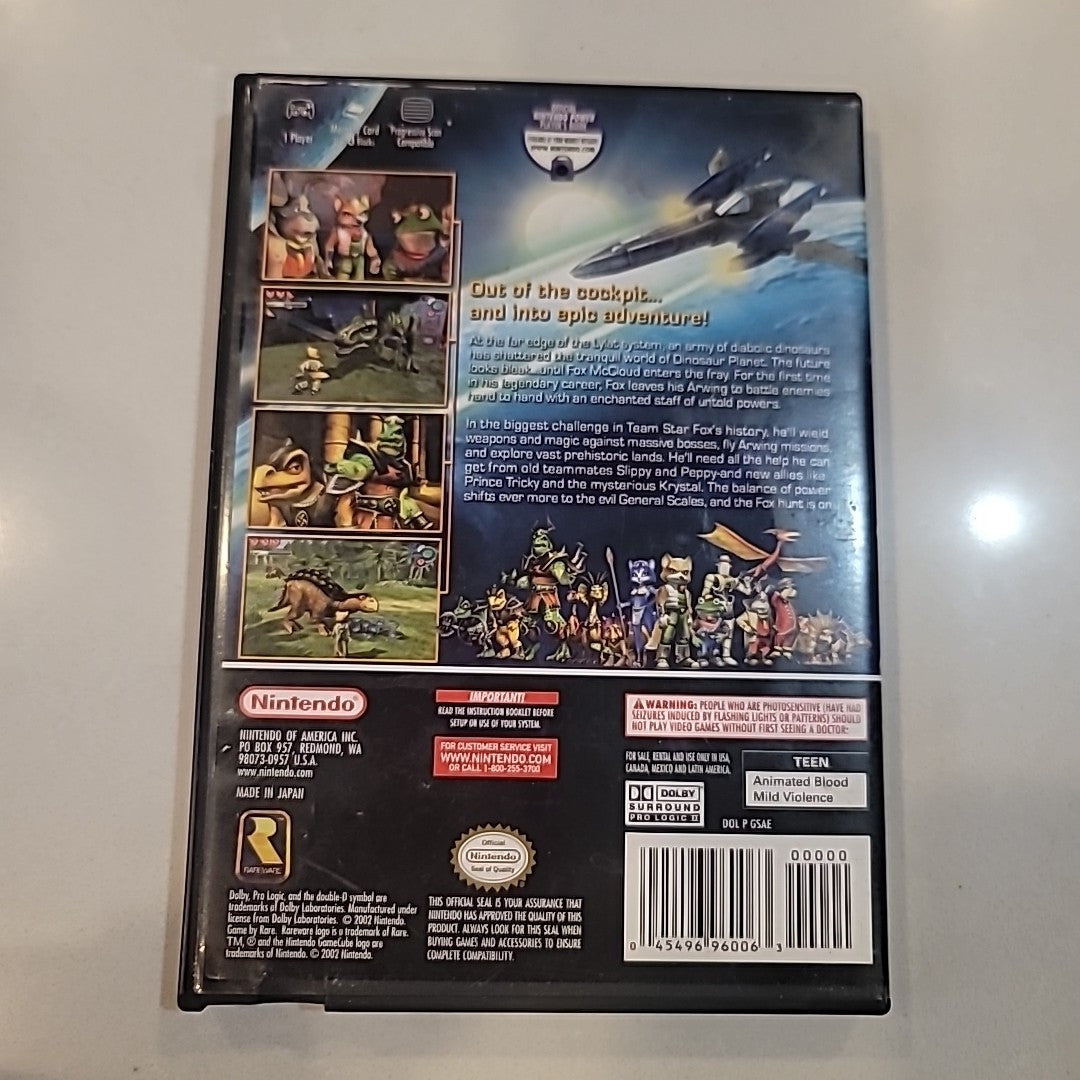 1 Player
Card
Blocks
Progressive Scan
Compatible
OFFICIAL
NINTENDO POWER
PLAYER'S GUIDE
WWW.NINTENDO.COM
Out of the cockpit...
and into epic adventure!
At the far edge of the Lylat system, an army of diabolic dinosaurs
has shattered the tranquil world of Dinosaur Planet. The future
looks bleak...until Fox McCloud enters the fray. For the first time
in his legendary career, Fox leaves his Arwing to battle enemies
hand to hand with an enchanted staff of untold powers.
In the biggest challenge in Team Star Fox's history, he'll wield
weapons and magic against massive bosses, fly Arwing missions,
and explore vast prehistoric lands. He'll need all the help he can
get from old teammates Slippy and Peppy-and new allies like
Prince Tricky and the mysterious Krystal. The balance of power
shifts ever more to the evil General Scales, and the Fox hunt is on
Nintendo®
NINTENDO OF AMERICA INC.
PO BOX 957, REDMOND, WA
98073-0957 U.S.A.
www.nintendo.com
MADE IN JAPAN
IMPORTANT!
READ THE INSTRUCTION BOOKLET BEFORE
SETUP OR USE OF YOUR SYSTEM.
FOR CUSTOMER SERVICE VISIT
WWW.NINTENDO.COM
OR CALL 1-800-255-3700
WARNING: PEOPLE WHO ARE PHOTOSENSITIVE (HAVE HAD
SEIZURES INDUCED BY FLASHING LIGHTS OR PATTERNS) SHOULD
NOT PLAY VIDEO GAMES WITHOUT FIRST SEEING A DOCTOR.
FOR SALE, RENTAL AND USE ONLY IN USA,
CANADA, MEXICO AND LATIN AMERICA.
TEEN
Animated Blood
Mild Violence
DOLBY
SURROUND
PRO LOGIC II
DOL P GSAE
R
RAREWARE
Official
Nintendo
Seal of Quality
Dolby, Pro Logic, and the double-D symbol are
trademarks of Dolby Laboratories. Manufactured under
license from Dolby Laboratories. © 2002 Nintendo.
Game by Rare. Rareware logo is a trademark of Rare.
TM, ® and the Nintendo GameCube logo are
trademarks of Nintendo. © 2002 Nintendo.
THIS OFFICIAL SEAL IS YOUR ASSURANCE THAT
NINTENDO HAS APPROVED THE QUALITY OF THIS
PRODUCT. ALWAYS LOOK FOR THIS SEAL WHEN
BUYING GAMES AND ACCESSORIES TO ENSURE
COMPLETE COMPATIBILITY.
00000
0 45496 96006 3